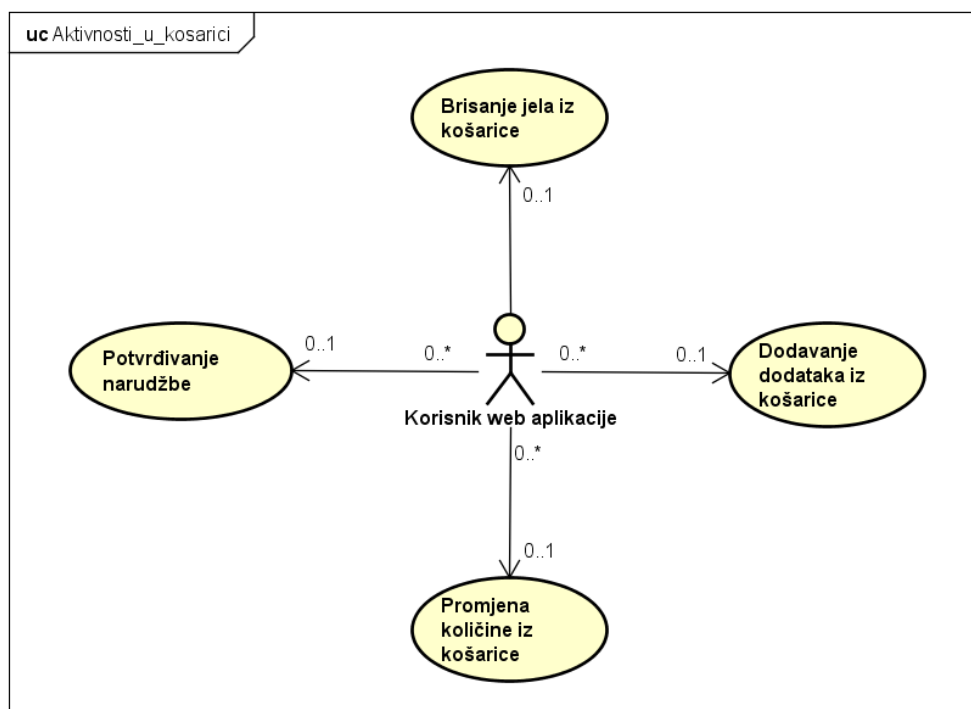 uc Aktivnosti_u_kosarici
Brisanje jela iz
košarice
0..1
Potvrđivanje
narudžbe
0..1
0..*
0..*
0..1
Dodavanje
dodataka iz
košarice
Korisnik web aplikacije
0..*
0..1
Promjena
količine iz
košarice